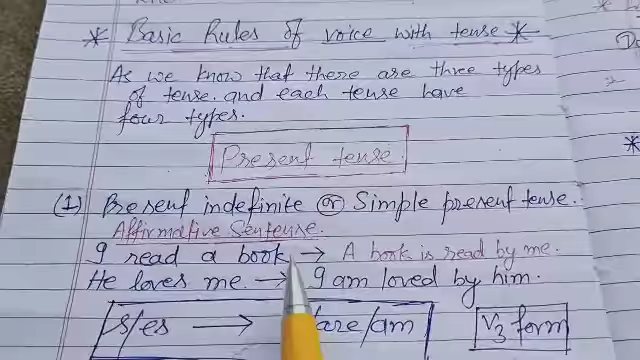 * Basic Rules of voice with tense *
As we know that there are three types
of tense. and each tense have
four types.
Present tense.
(1) Present indefinite or Simple present tense.
Affirmative Sentense.
I read a book → A book is read by me.
He loves me. → I am loved by him.
s/es → /are/am V3 form